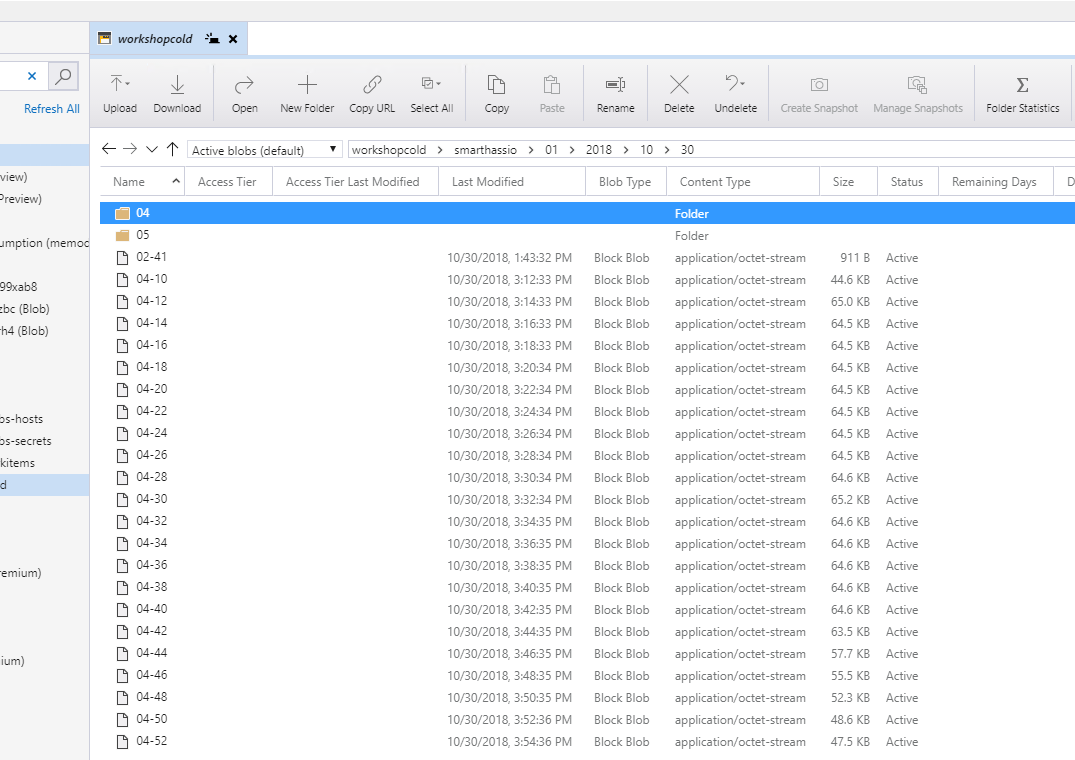 workshopcold
Upload Download Open New Folder Copy URL Select All Copy Paste Rename Delete Undelete Create Snapshot Manage Snapshots Folder Statistics
Refresh All
Active blobs (default) workshopcold smarthassio 01 2018 10 30
Name Access Tier Access Tier Last Modified Last Modified Blob Type Content Type Size Status Remaining Days D
04 Folder
05 Folder
02-41 10/30/2018, 1:43:32 PM Block Blob application/octet-stream 911 B Active
04-10 10/30/2018, 3:12:33 PM Block Blob application/octet-stream 44.6 KB Active
04-12 10/30/2018, 3:14:33 PM Block Blob application/octet-stream 65.0 KB Active
04-14 10/30/2018, 3:16:33 PM Block Blob application/octet-stream 64.5 KB Active
04-16 10/30/2018, 3:18:33 PM Block Blob application/octet-stream 64.5 KB Active
04-18 10/30/2018, 3:20:34 PM Block Blob application/octet-stream 64.5 KB Active
04-20 10/30/2018, 3:22:34 PM Block Blob application/octet-stream 64.5 KB Active
04-22 10/30/2018, 3:24:34 PM Block Blob application/octet-stream 64.5 KB Active
04-24 10/30/2018, 3:26:34 PM Block Blob application/octet-stream 64.5 KB Active
04-26 10/30/2018, 3:28:34 PM Block Blob application/octet-stream 64.5 KB Active
04-28 10/30/2018, 3:30:34 PM Block Blob application/octet-stream 64.6 KB Active
04-30 10/30/2018, 3:32:34 PM Block Blob application/octet-stream 65.2 KB Active
04-32 10/30/2018, 3:34:35 PM Block Blob application/octet-stream 64.6 KB Active
04-34 10/30/2018, 3:36:35 PM Block Blob application/octet-stream 64.6 KB Active
04-36 10/30/2018, 3:38:35 PM Block Blob application/octet-stream 64.6 KB Active
04-38 10/30/2018, 3:40:35 PM Block Blob application/octet-stream 64.6 KB Active
04-40 10/30/2018, 3:42:35 PM Block Blob application/octet-stream 64.6 KB Active
04-42 10/30/2018, 3:44:35 PM Block Blob application/octet-stream 63.5 KB Active
04-44 10/30/2018, 3:46:35 PM Block Blob application/octet-stream 57.7 KB Active
04-46 10/30/2018, 3:48:35 PM Block Blob application/octet-stream 55.5 KB Active
04-48 10/30/2018, 3:50:35 PM Block Blob application/octet-stream 52.3 KB Active
04-50 10/30/2018, 3:52:36 PM Block Blob application/octet-stream 48.6 KB Active
04-52 10/30/2018, 3:54:36 PM Block Blob application/octet-stream 47.5 KB Active
view)
Preview)
umption (memoc
99xab8
zbc (Blob)
h4 (Blob)
bs-hosts
bs-secrets
kitems
d
remium)
ium)